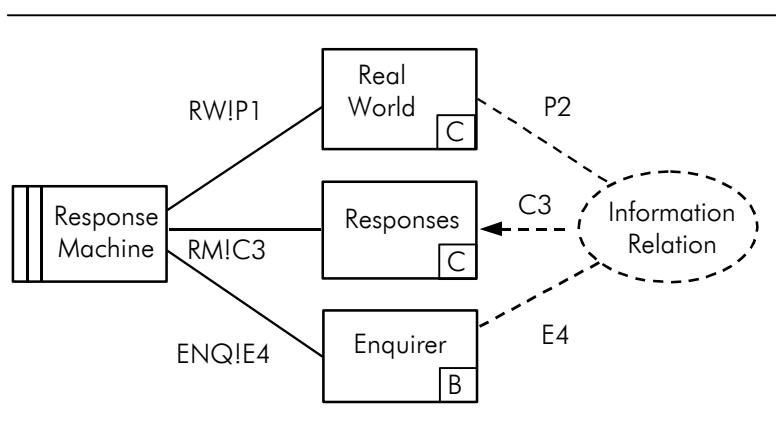 Real
World
C
RW!P1
P2
Response
Machine
RM!C3
Responses
C
C3
Information
Relation
Enquirer
B
ENQ!E4
E4